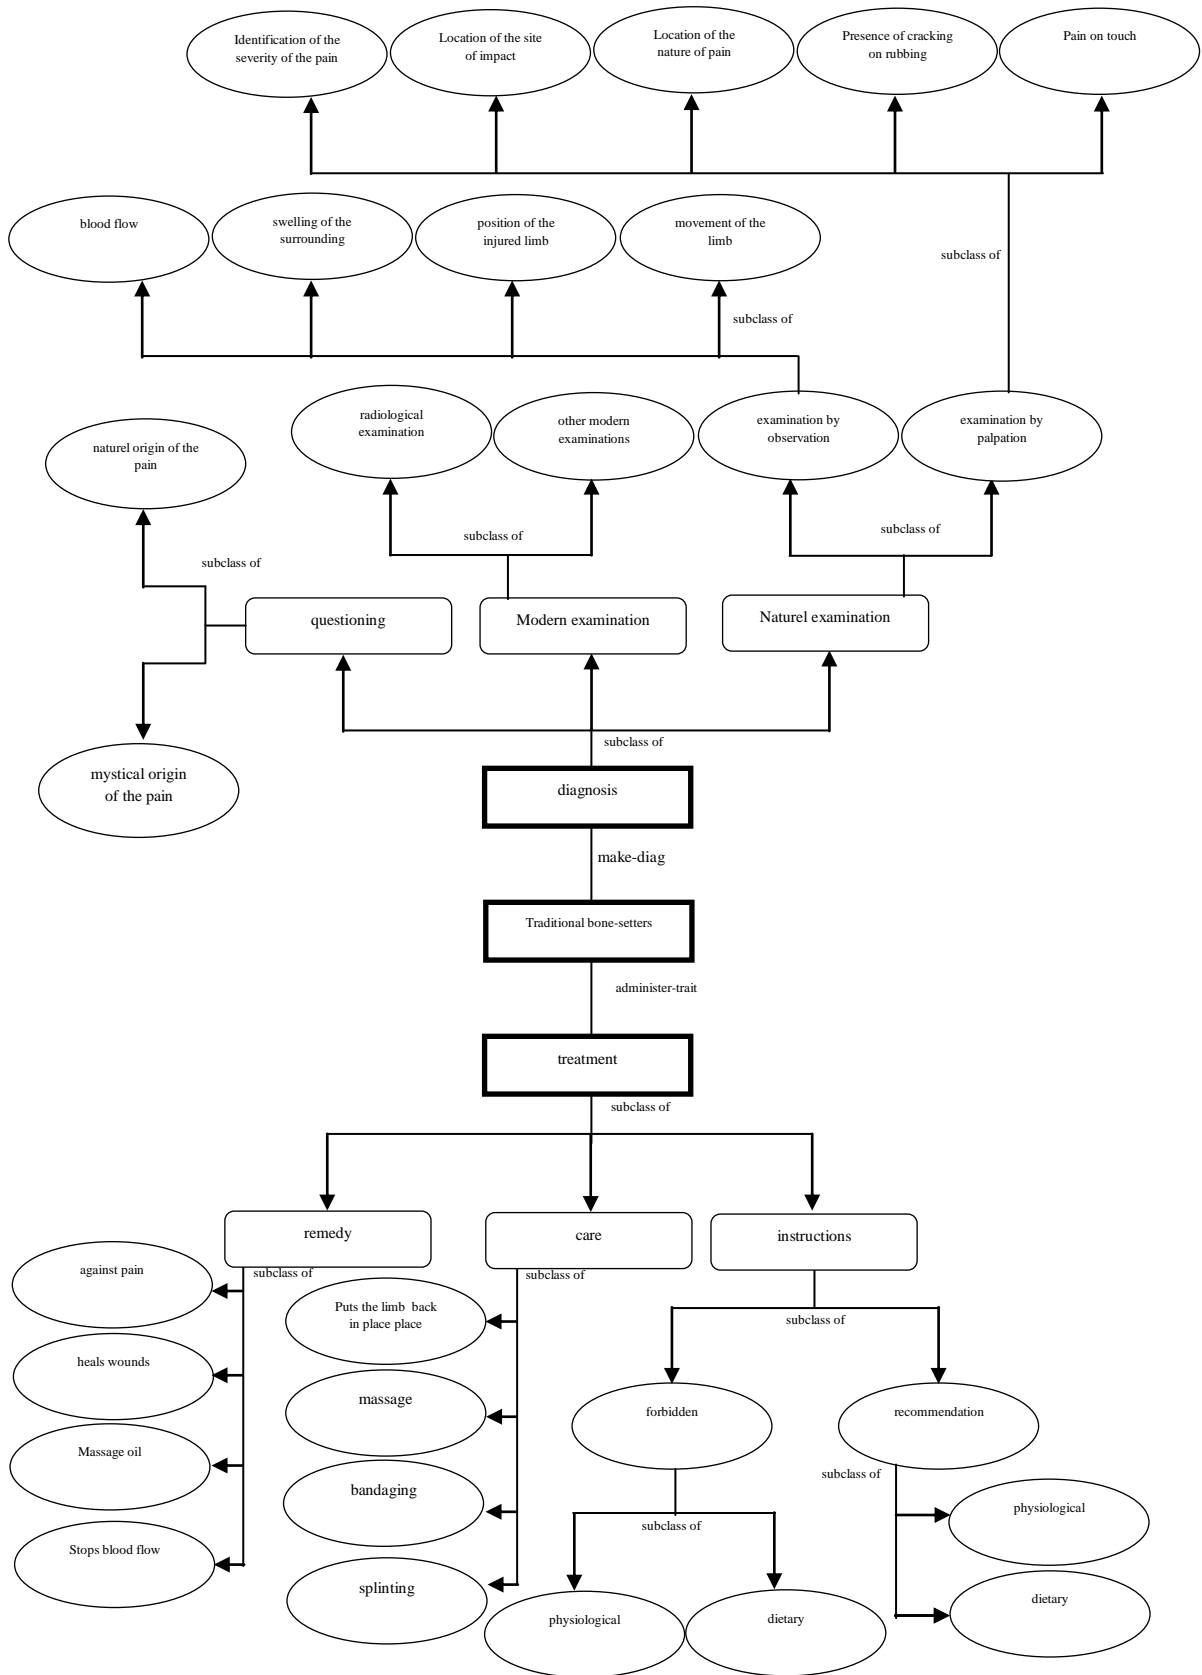 Identification of the
severity of the pain
Location of the site
of impact
Location of the
nature of pain
Presence of cracking
on rubbing
Pain on touch
blood flow
swelling of the
surrounding
position of the
injured limb
movement of the
limb
subclass of
subclass of
radiological
examination
other modern
examinations
examination by
observation
examination by
palpation
naturel origin of the
pain
subclass of
subclass of
subclass of
questioning
Modern examination
Naturel examination
subclass of
mystical origin
of the pain
diagnosis
make-diag
Traditional bone-setters
administer-trait
treatment
subclass of
remedy
care
instructions
subclass of
subclass of
against pain
Puts the limb back
in place place
subclass of
heals wounds
massage
forbidden
recommendation
Massage oil
bandaging
subclass of
subclass of
physiological
Stops blood flow
splinting
physiological
dietary
dietary